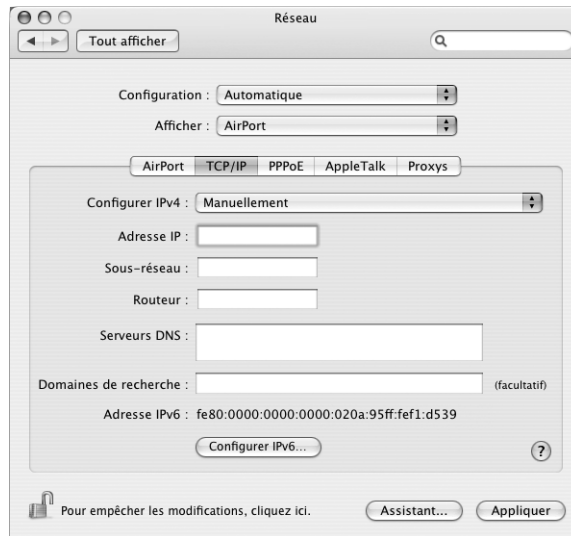 Réseau
Tout afficher
Configuration : Automatique
Afficher : AirPort
AirPort TCP/IP PPPoE AppleTalk Proxys
Configurer IPv4 : Manuellement
Adresse IP :
Sous-réseau :
Routeur :
Serveurs DNS :
Domaines de recherche : (facultatif)
Adresse IPv6 : fe80:0000:0000:0000:020a:95ff:fef1:d539
Configurer IPv6... ?
Pour empêcher les modifications, cliquez ici. Assistant... Appliquer